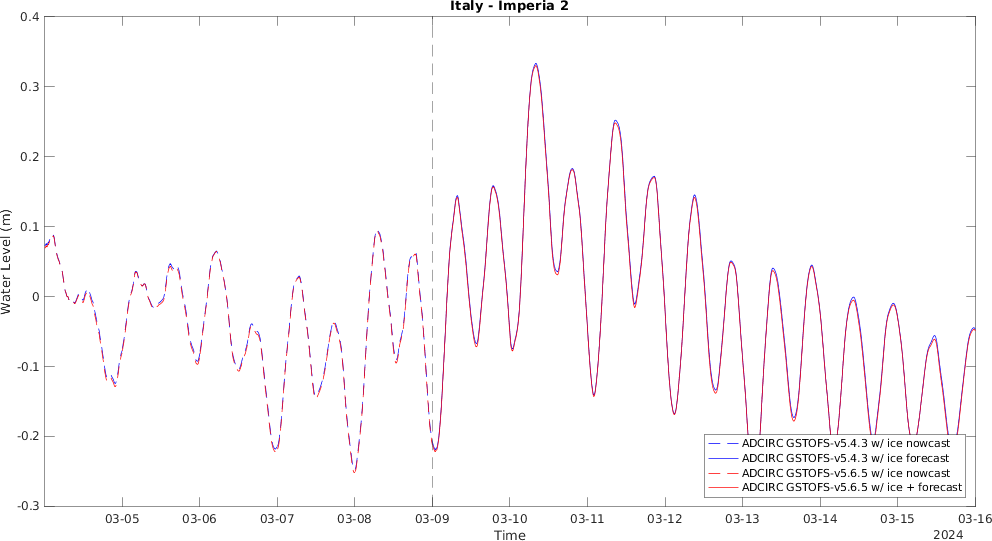 Italy - Imperia 2
0.4
0.3
0.2
0.1
0
-0.1
-0.2
-0.3
Water Level (m)
03-05 03-06 03-07 03-08 03-09 03-10 03-11 03-12 03-13 03-14 03-15 03-16
Time
2024
ADCIRC GSTOFS-v5.4.3 w/ ice nowcast
ADCIRC GSTOFS-v5.4.3 w/ ice forecast
ADCIRC GSTOFS-v5.6.5 w/ ice nowcast
ADCIRC GSTOFS-v5.6.5 w/ ice + forecast